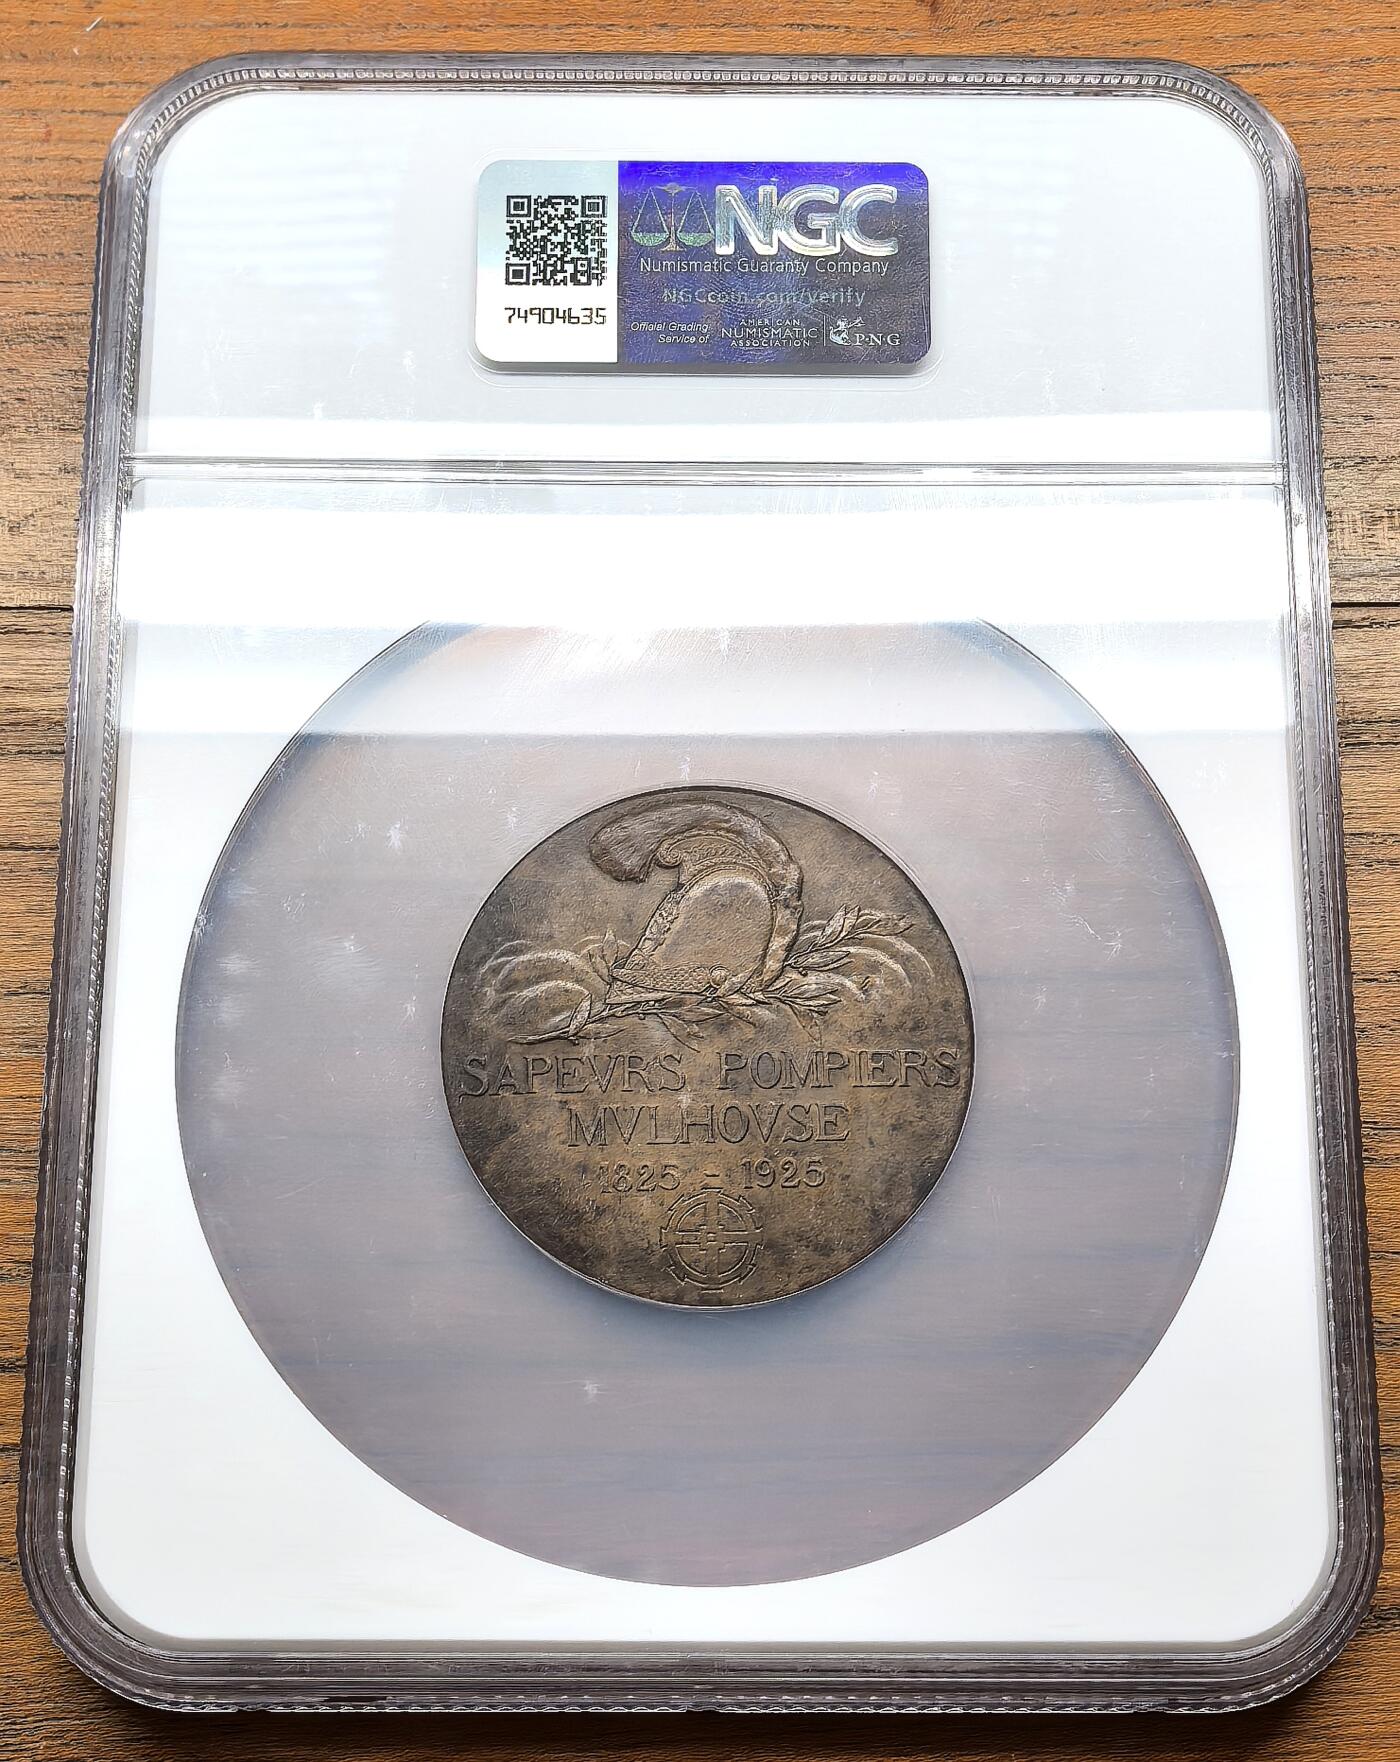 NGC
Numismatic Guaranty Company
NGCcoin.com/verify
74904635
Official Grading
Service of
AMERICAN
NUMISMATIC
ASSOCIATION
P·N·G
SAPEVRS POMPIERS
MVLHOVSE
1825 - 1925